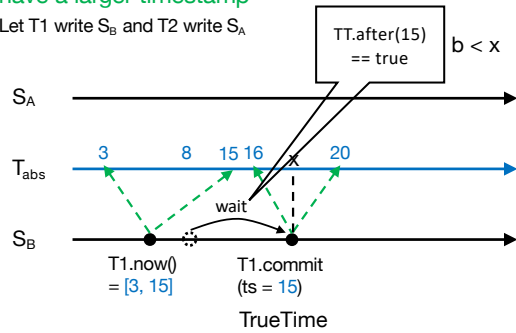 have a larger timestamp
Let T1 write S_B and T2 write S_A
TT.after(15)
== true
b < x
S_A
3
8
15
16
x
20
T_abs
wait
S_B
T1.now()
= [3, 15]
T1.commit
(ts = 15)
TrueTime